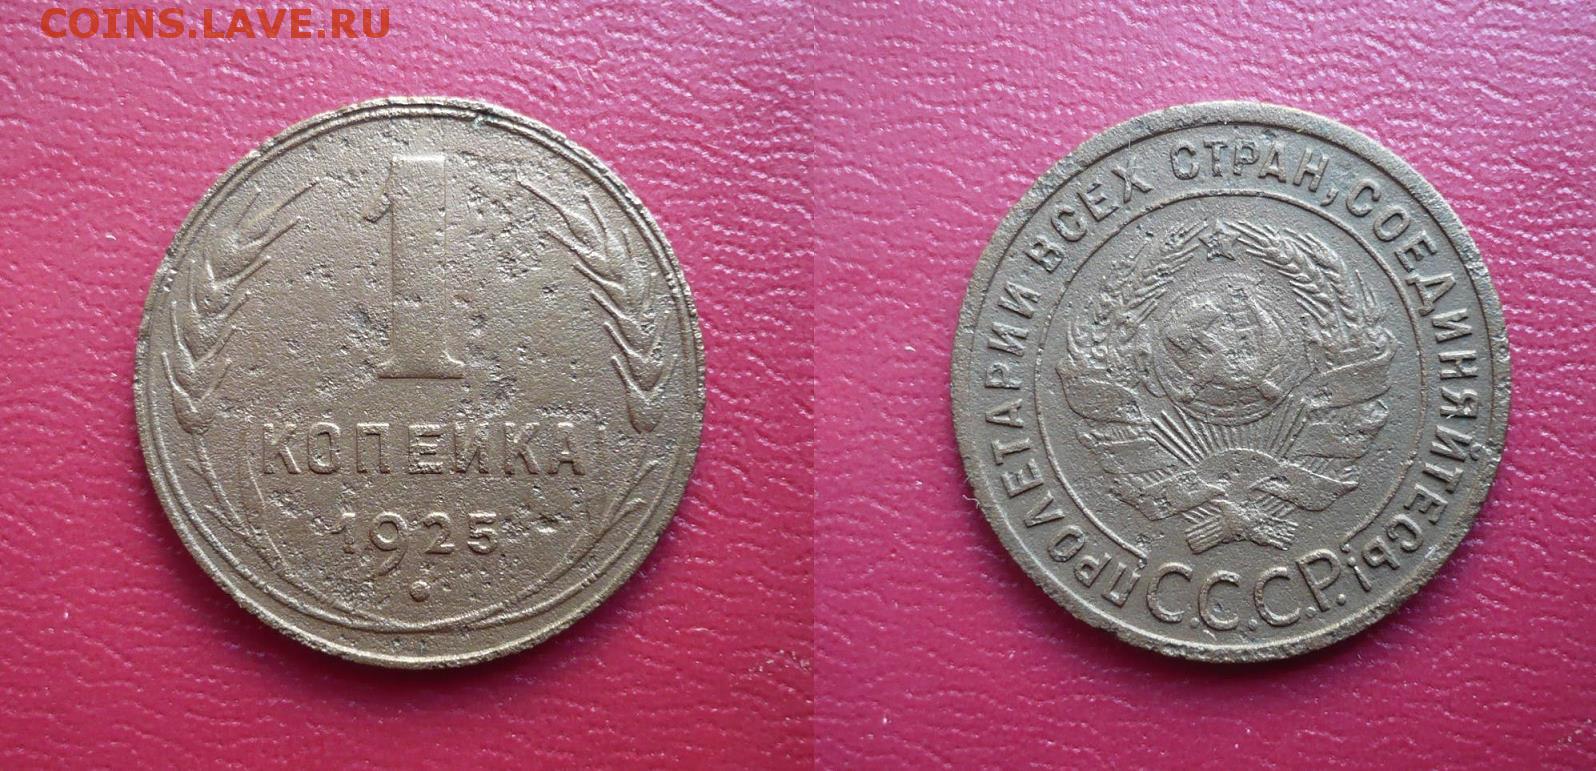 COINS.LAVE.RU
1
КОПЕЙКА
1925
ПРОЛЕТАРИИ ВСЕХ СТРАН, СОЕДИНЯЙТЕСЬ!
С.С.С.Р.